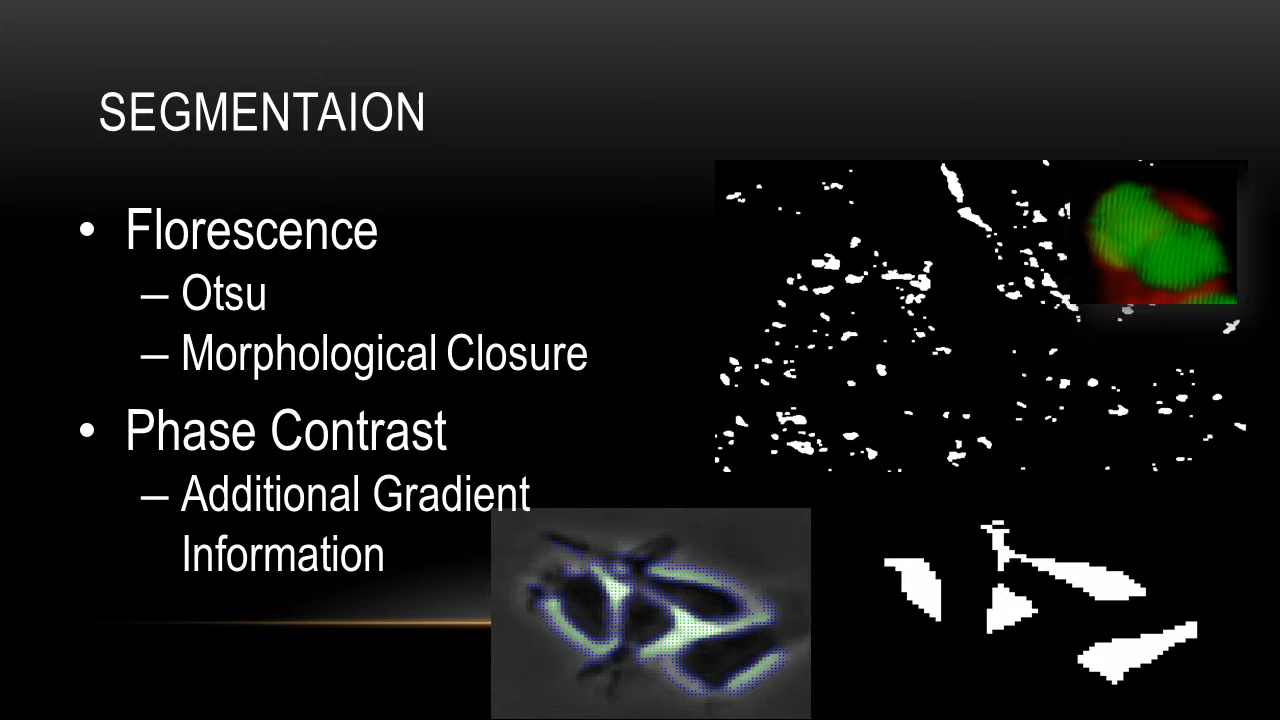 SEGMENTAION
• Florescence
– Otsu
– Morphological Closure
• Phase Contrast
– Additional Gradient
Information